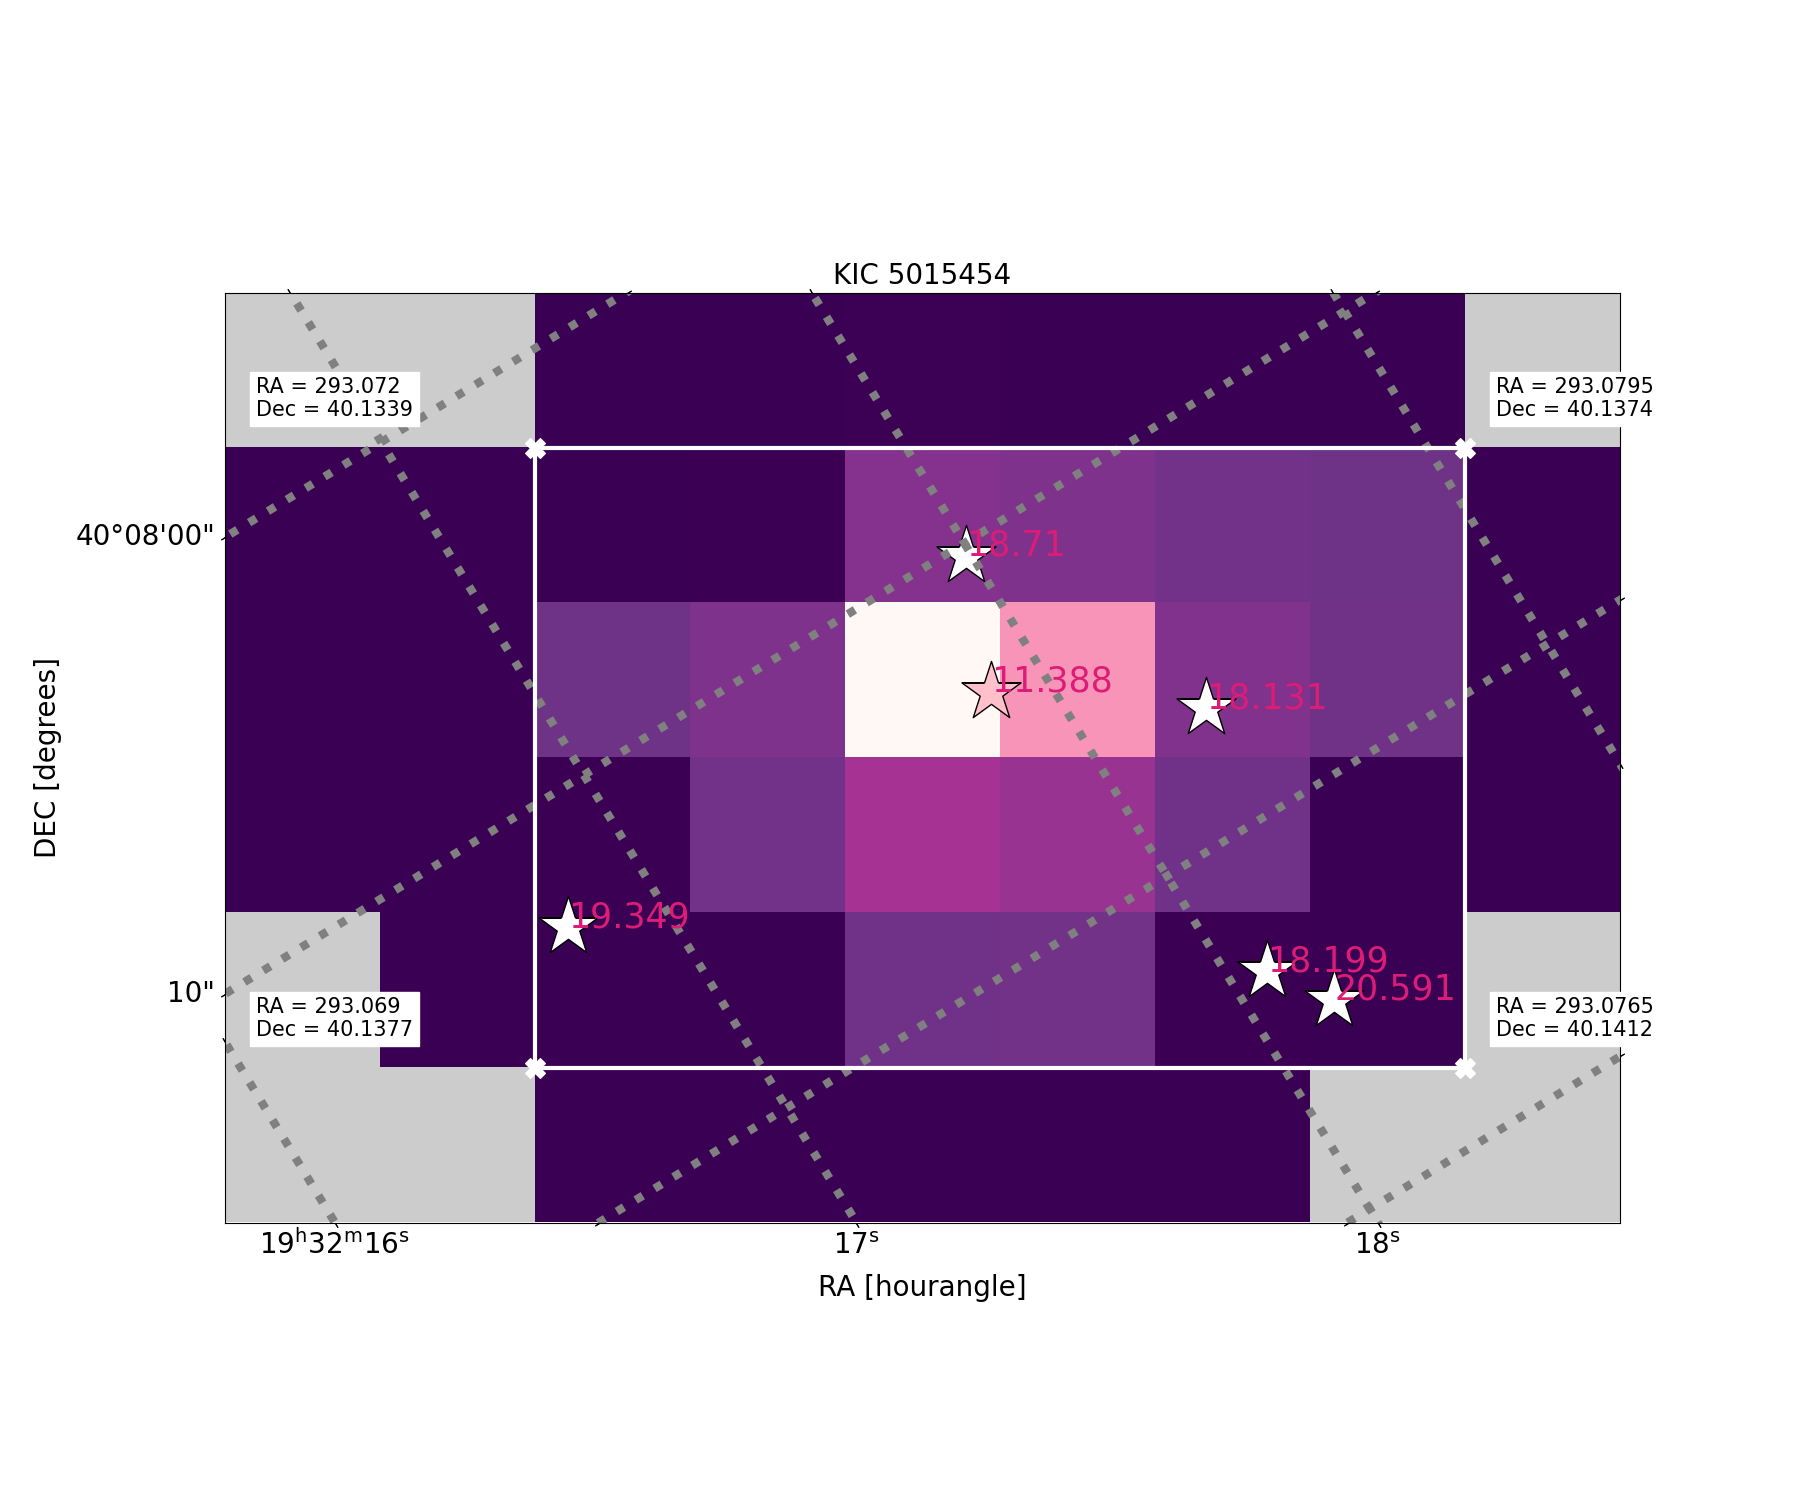 KIC 5015454
RA = 293.072
Dec = 40.1339
RA = 293.0795
Dec = 40.1374
40°08'00"
18.71
11.388
18.131
DEC [degrees]
19.349
18.199
20.591
10"
RA = 293.069
Dec = 40.1377
RA = 293.0765
Dec = 40.1412
19ʰ32ᵐ16ˢ
17ˢ
18ˢ
RA [hourangle]